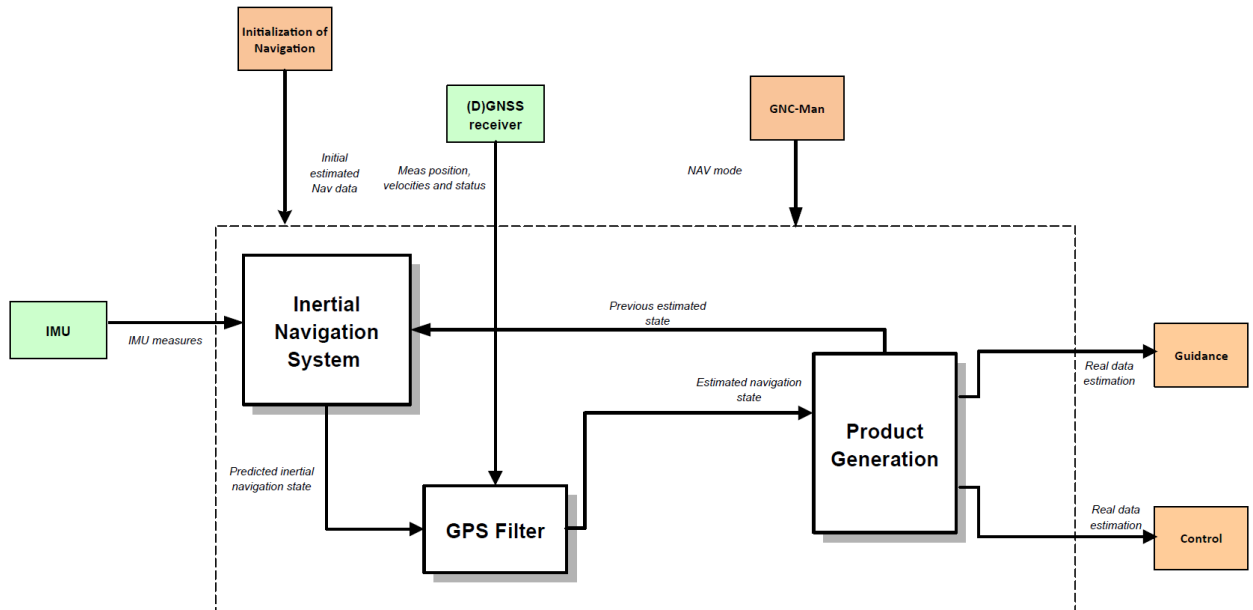 Initialization of
Navigation
(D)GNSS
receiver
GNC-Man
Initial
estimated
Nav data
Meas position,
velocities and status
NAV mode
Inertial
Navigation
System
IMU
IMU measures
Previous estimated
state
Guidance
Real data
estimation
Estimated navigation
state
Product
Generation
Predicted inertial
navigation state
GPS Filter
Real data
estimation
Control